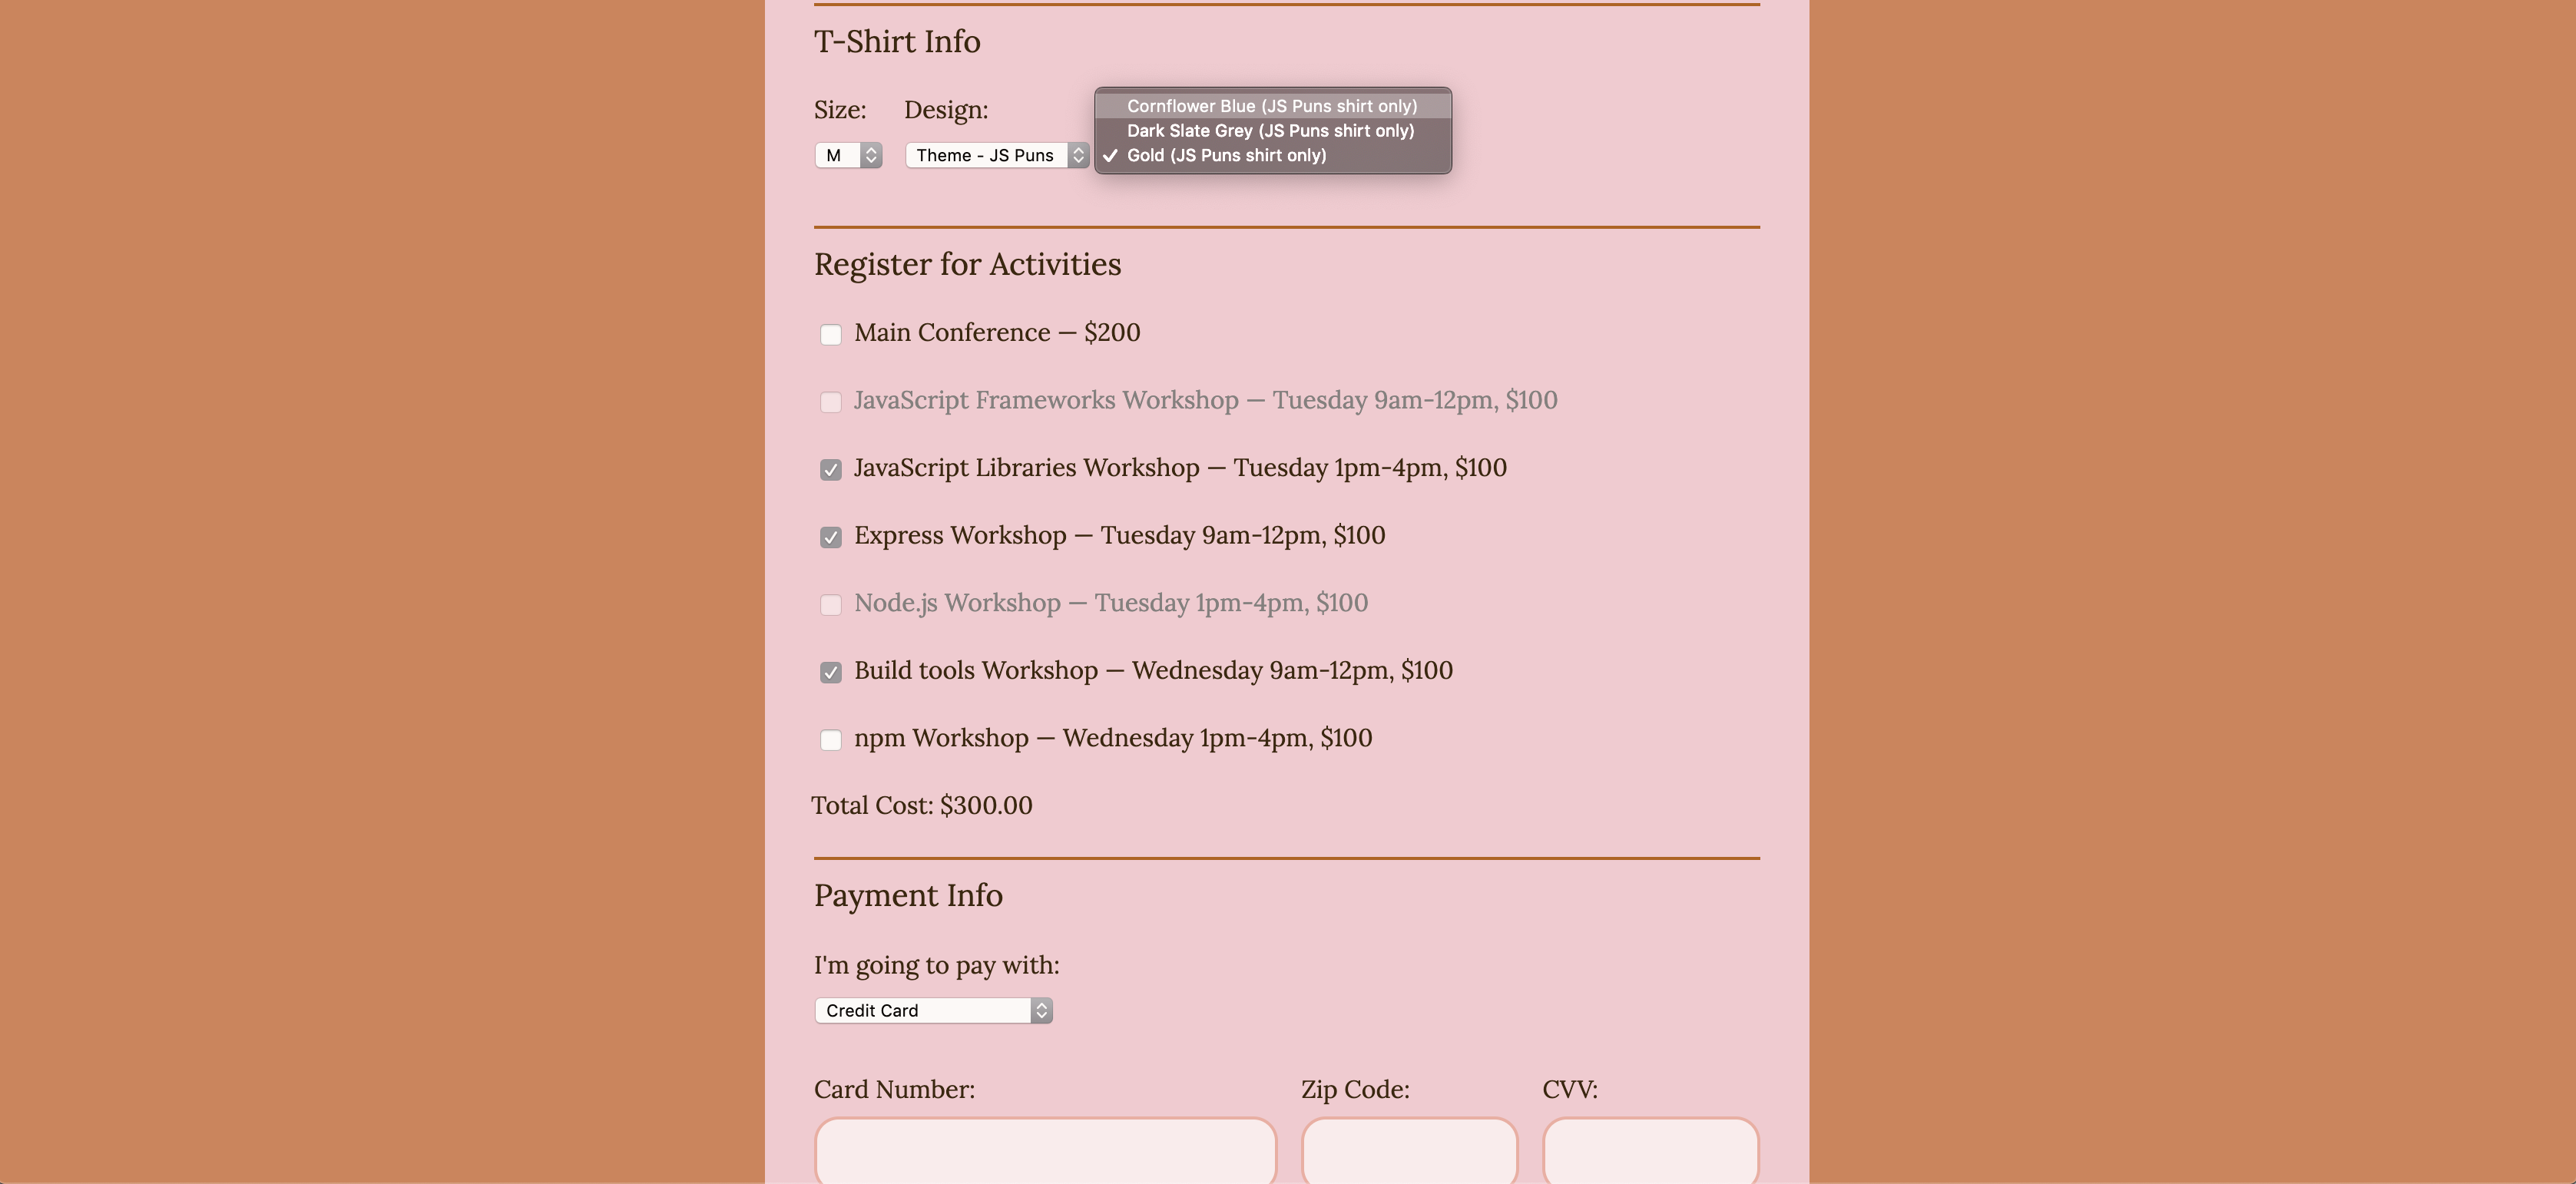 T-Shirt Info
Size: Design:
M Theme - JS Puns
Cornflower Blue (JS Puns shirt only)
Dark Slate Grey (JS Puns shirt only)
✓ Gold (JS Puns shirt only)
Register for Activities
Main Conference — $200
JavaScript Frameworks Workshop — Tuesday 9am-12pm, $100
JavaScript Libraries Workshop — Tuesday 1pm-4pm, $100
Express Workshop — Tuesday 9am-12pm, $100
Node.js Workshop — Tuesday 1pm-4pm, $100
Build tools Workshop — Wednesday 9am-12pm, $100
npm Workshop — Wednesday 1pm-4pm, $100
Total Cost: $300.00
Payment Info
I'm going to pay with:
Credit Card
Card Number: Zip Code: CVV: